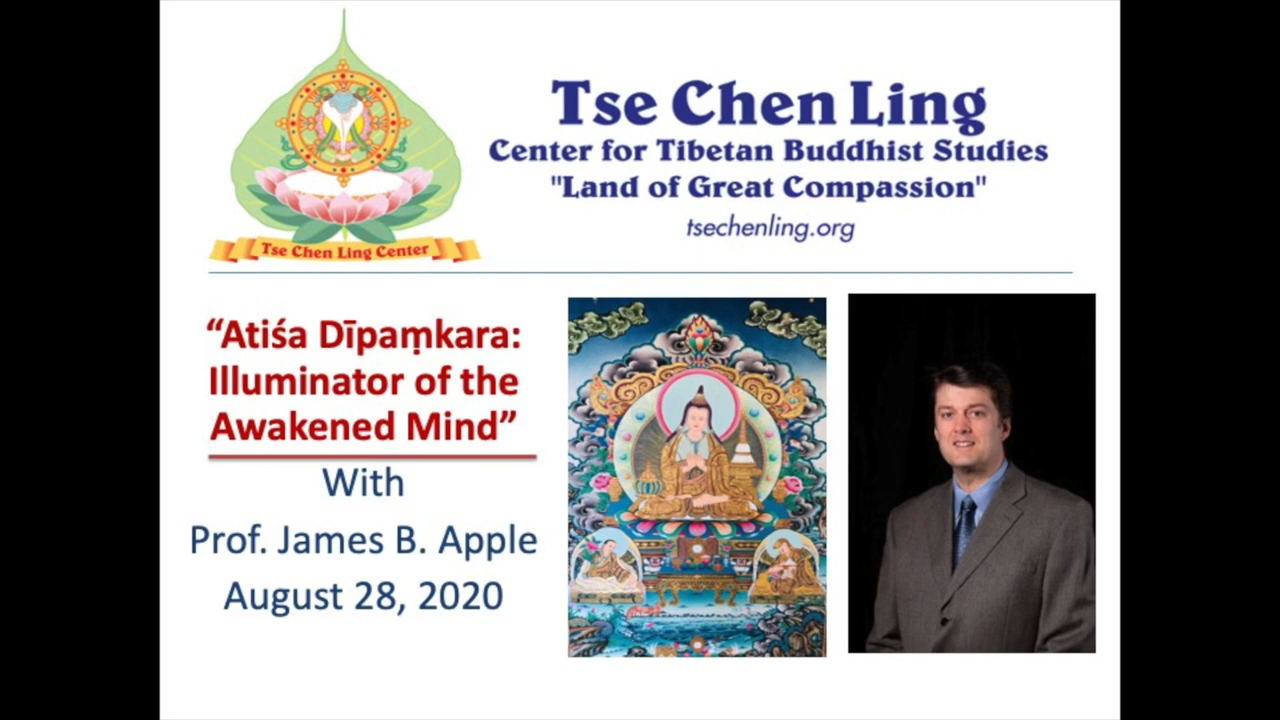 Tse Chen Ling
Center for Tibetan Buddhist Studies
"Land of Great Compassion"
tsechenling.org
Tse Chen Ling Center
“Atiśa Dīpaṃkara:
Illuminator of the
Awakened Mind”
With
Prof. James B. Apple
August 28, 2020